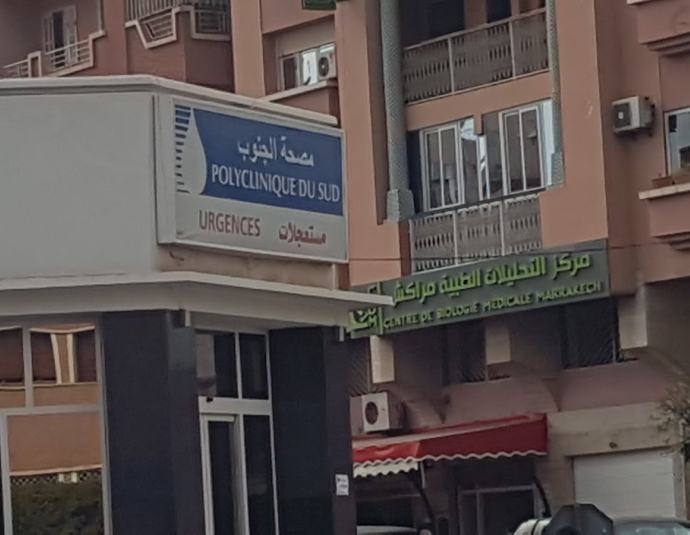 مصحة الجنوب
POLYCLINIQUE DU SUD
URGENCES مستعجلات
مركز التحليلات الطبية مراكش
CENTRE DE BIOLOGIE MEDICALE MARRAKECH